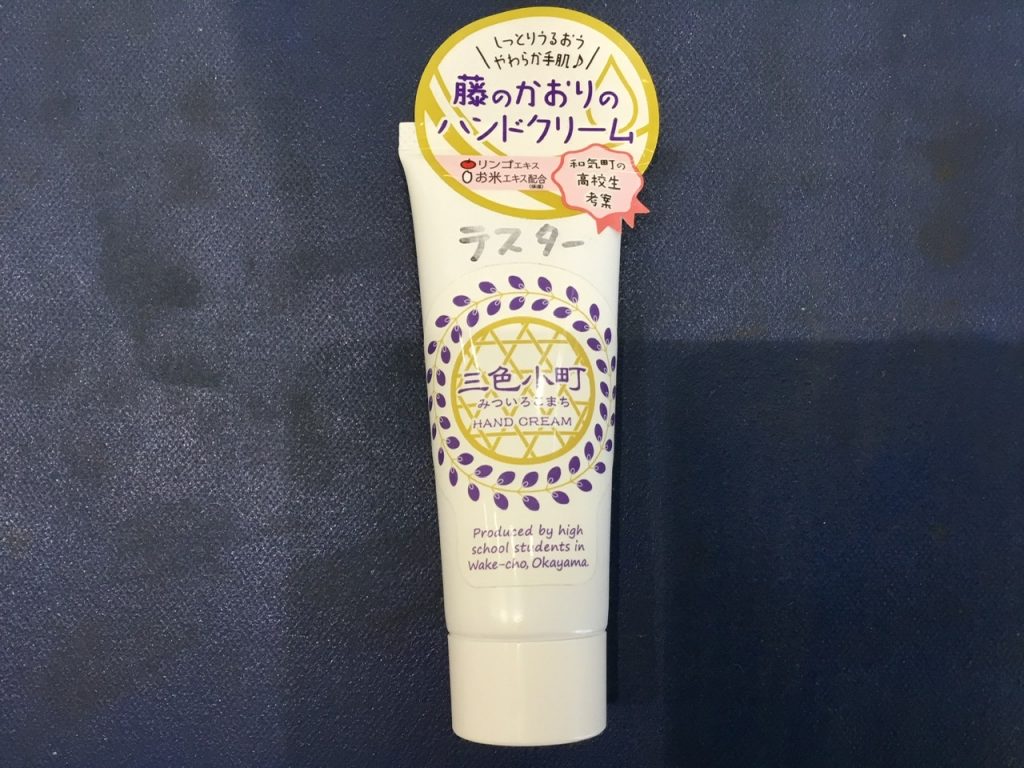 しっとりうるおう
やわらか手肌♪
藤のかおりの
ハンドクリーム
リンゴエキス
お米エキス配合
(保湿)
和気町の
高校生
考案
テスター
三色小町
みついろこまち
HAND CREAM
Produced by high
school students in
Wake-cho, Okayama.